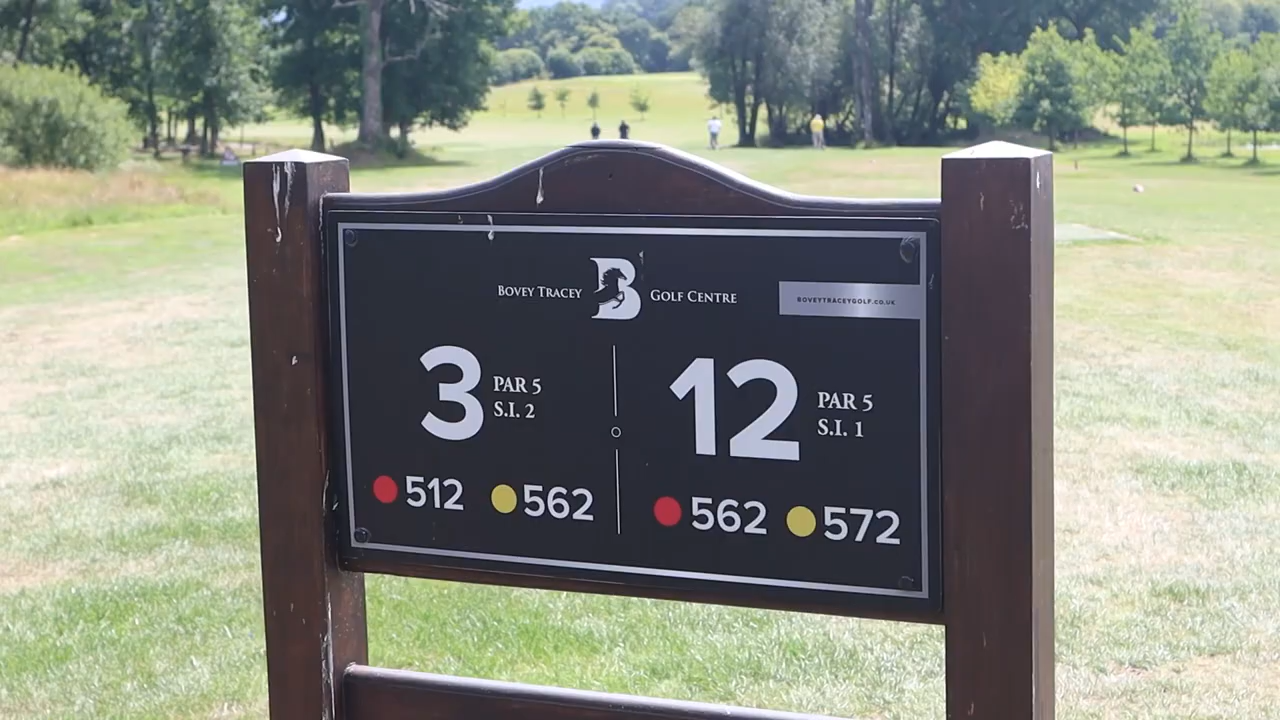 BOVEY TRACEY B GOLF CENTRE
BOVEYTRACEYGOLF.CO.UK
3 PAR 5
S.I. 2
512 562
12 PAR 5
S.I. 1
562 572